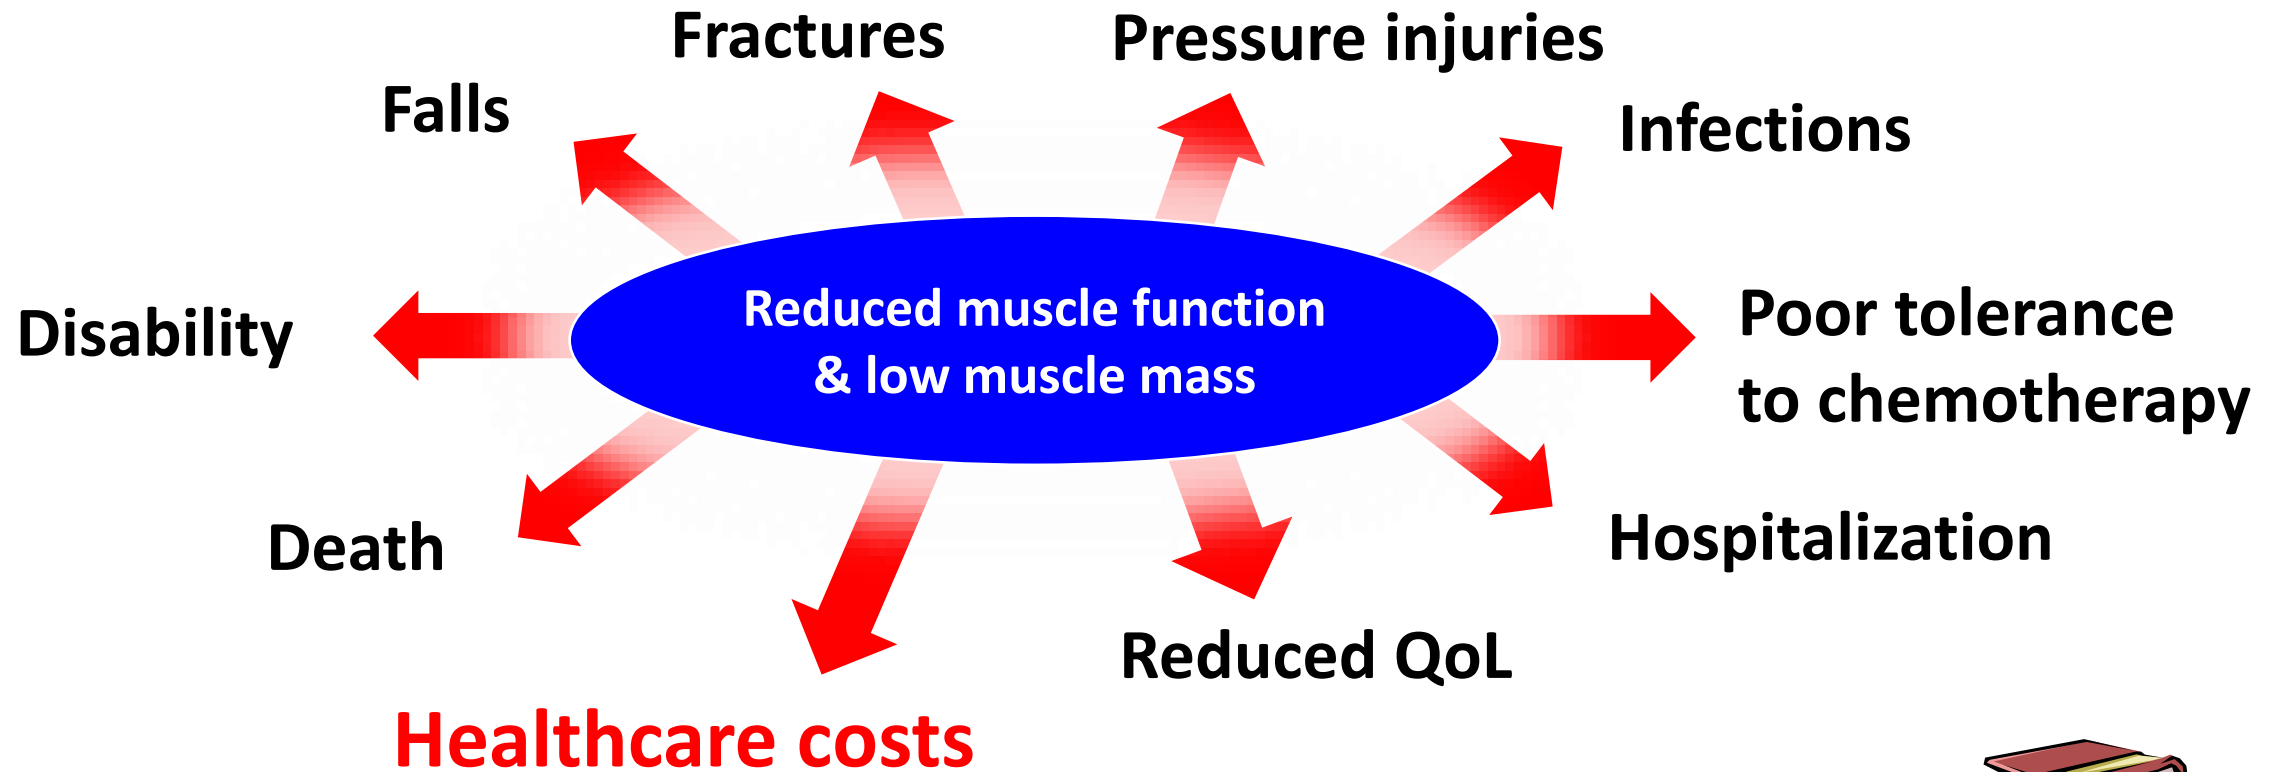 Fractures
Pressure injuries
Falls
Infections
Disability
Reduced muscle function
& low muscle mass
Poor tolerance
to chemotherapy
Death
Hospitalization
Reduced QoL
Healthcare costs